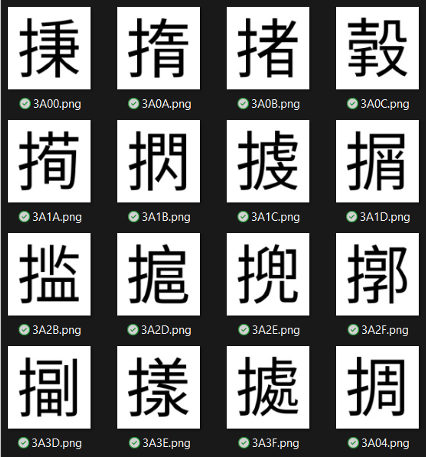 㨀 㨊 㨋 㨌
3A00.png 3A0A.png 3A0B.png 3A0C.png
㨚 㨛 㨜 㨝
3A1A.png 3A1B.png 3A1C.png 3A1D.png
㨫 㨭 㨮 㨯
3A2B.png 3A2D.png 3A2E.png 3A2F.png
㨽 㨾 㨿 㨄
3A3D.png 3A3E.png 3A3F.png 3A04.png